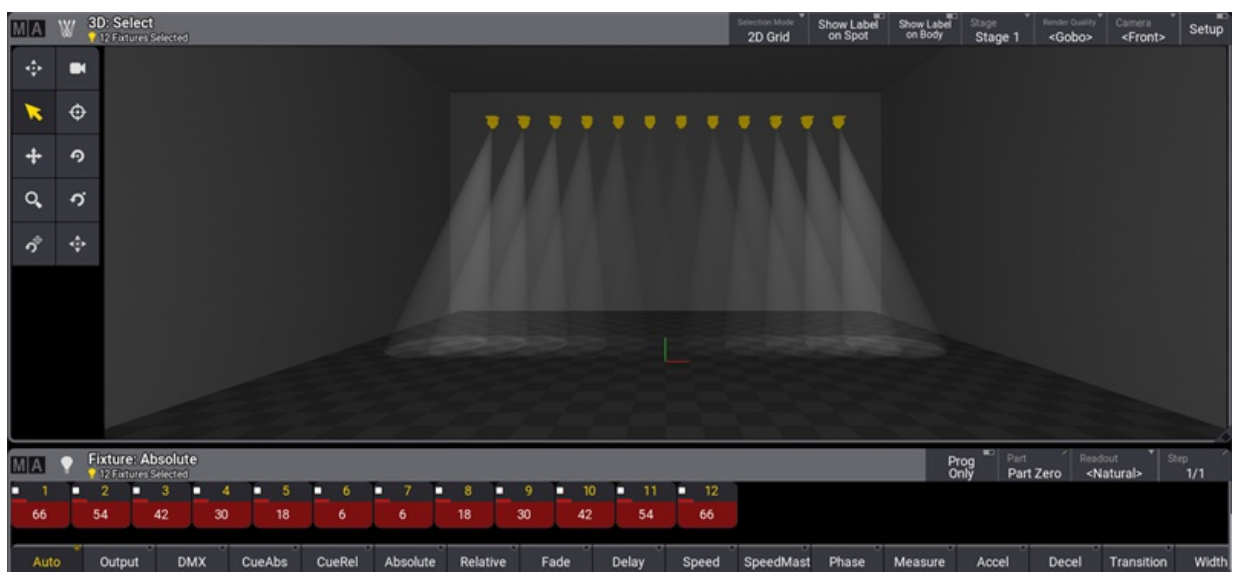 MA 3D: Select
12 Fixtures Selected
Selection Mode
2D Grid
Show Label
on Spot
Show Label
on Body
Stage
Stage 1
Render Quality
<Gobo>
Camera
<Front>
Setup
MA Fixture: Absolute
12 Fixtures Selected
Prog
Only
Part
Part Zero
Readout
<Natural>
Step
1/1
1 2 3 4 5 6 7 8 9 10 11 12
66 54 42 30 18 6 6 18 30 42 54 66
Auto Output DMX CueAbs CueRel Absolute Relative Fade Delay Speed SpeedMast Phase Measure Accel Decel Transition Width